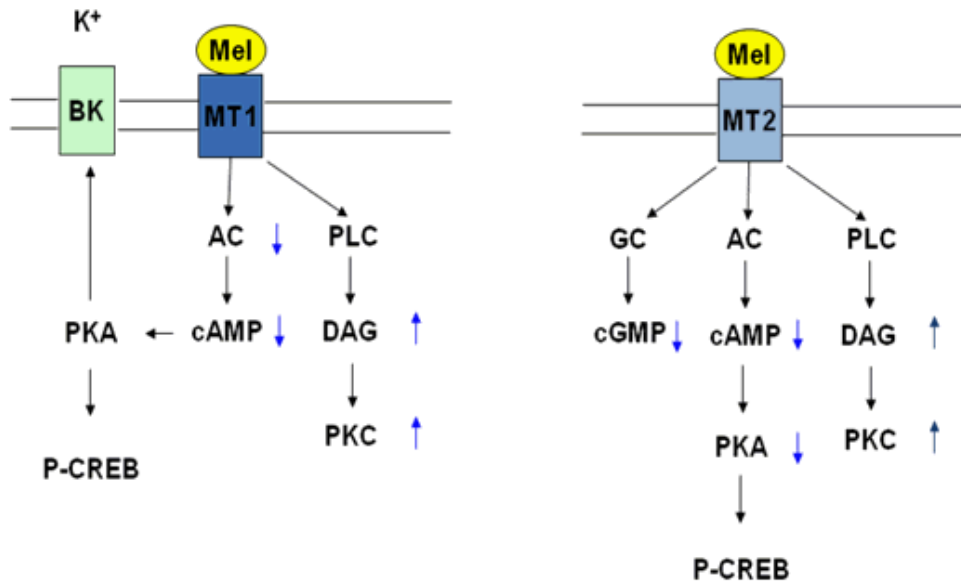 K+
Mel
BK
MT1
AC
PLC
PKA
cAMP
DAG
PKC
P-CREB
Mel
MT2
GC
AC
PLC
cGMP
cAMP
DAG
PKA
PKC
P-CREB